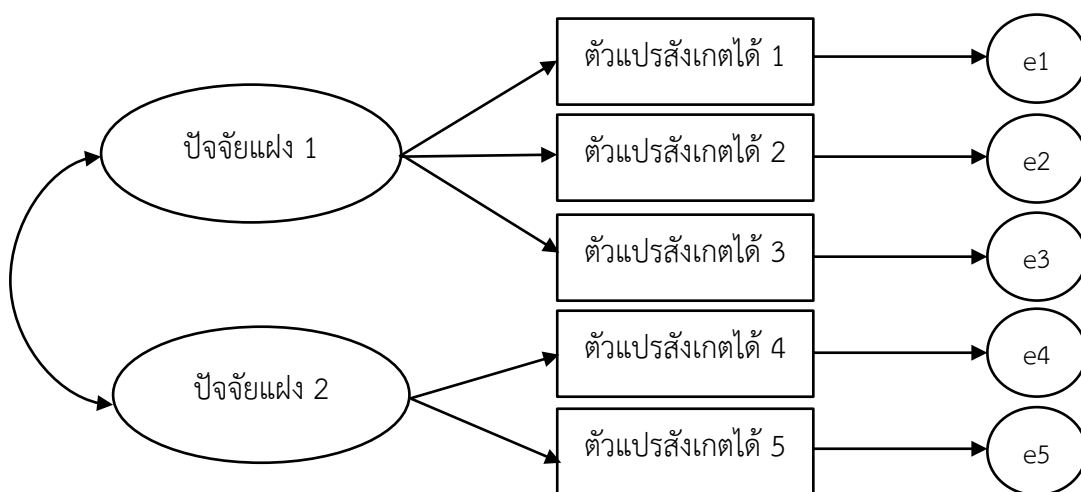 ตัวแปรสังเกตได้ 1
e1
ปัจจัยแฝง 1
ตัวแปรสังเกตได้ 2
e2
ตัวแปรสังเกตได้ 3
e3
ตัวแปรสังเกตได้ 4
e4
ปัจจัยแฝง 2
ตัวแปรสังเกตได้ 5
e5